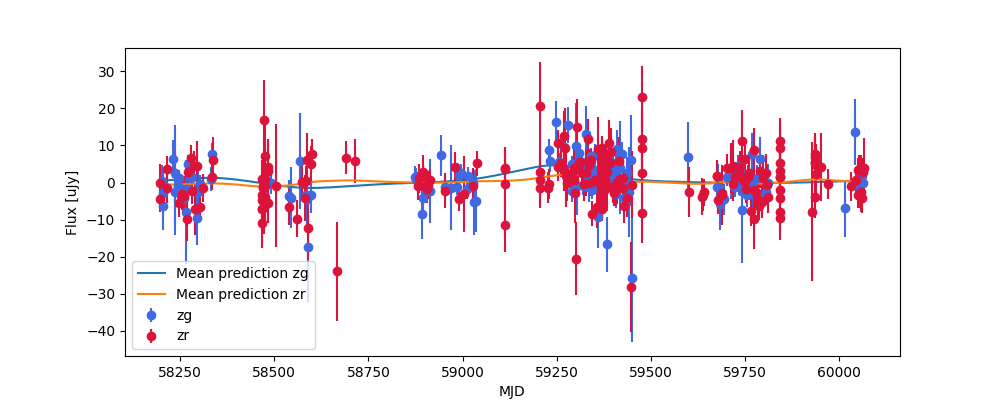 30
20
10
0
−10
−20
−30
−40
Flux [uJy]
58250 58500 58750 59000 59250 59500 59750 60000
MJD
Mean prediction zg
Mean prediction zr
zg
zr